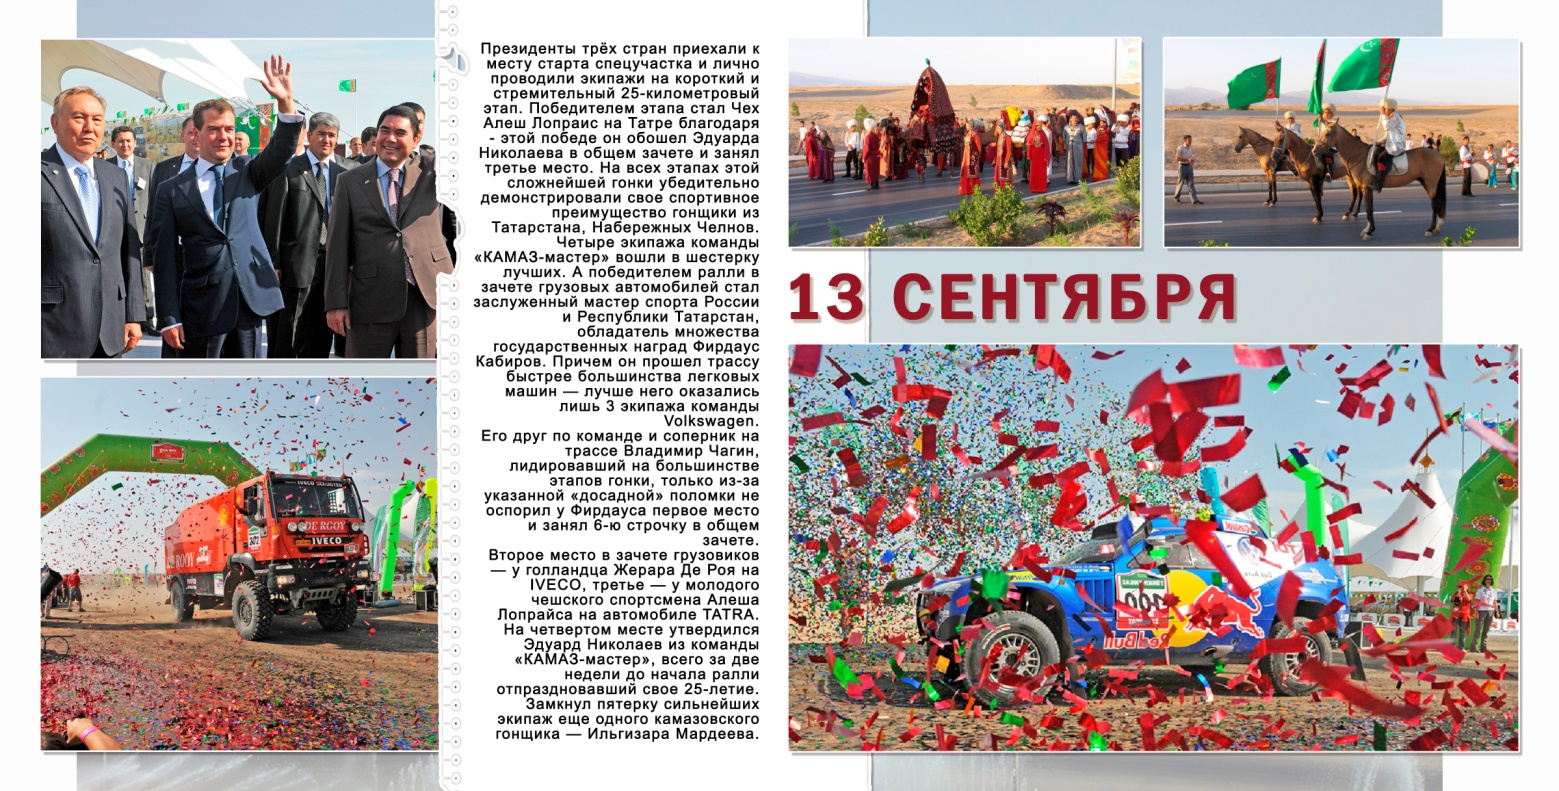 Президенты трёх стран приехали к
месту старта спецучастка и лично
проводили экипажи на короткий и
стремительный 25-километровый
этап. Победителем этапа стал Чех
Алеш Лопраис на Татре благодаря
- этой победе он обошел Эдуарда
Николаева в общем зачете и занял
третье место. На всех этапах этой
сложнейшей гонки убедительно
демонстрировали свое спортивное
преимущество гонщики из
Татарстана, Набережных Челнов.
Четыре экипажа команды
«КАМАЗ-мастер» вошли в шестерку
лучших. А победителем ралли в
зачете грузовых автомобилей стал
заслуженный мастер спорта России
и Республики Татарстан,
обладатель множества
государственных наград Фирдаус
Кабиров. Причем он прошел трассу
быстрее большинства легковых
машин — лучше него оказались
лишь 3 экипажа команды
Volkswagen.
Его друг по команде и соперник на
трассе Владимир Чагин,
лидировавший на большинстве
этапов гонки, только из-за
указанной «досадной» поломки не
оспорил у Фирдауса первое место
и занял 6-ю строчку в общем
зачете.
Второе место в зачете грузовиков
— у голландца Жерара Де Роя на
IVECO, третье — у молодого
чешского спортсмена Алеша
Лопрайса на автомобиле TATRA.
На четвертом месте утвердился
Эдуард Николаев из команды
«КАМАЗ-мастер», всего за две
недели до начала ралли
отпраздновавший свое 25-летие.
Замкнул пятерку сильнейших
экипаж еще одного камазовского
гонщика — Ильгизара Мардеева.
13 СЕНТЯБРЯ
DE ROOY
IVECO
DE ROOY
Red Bull